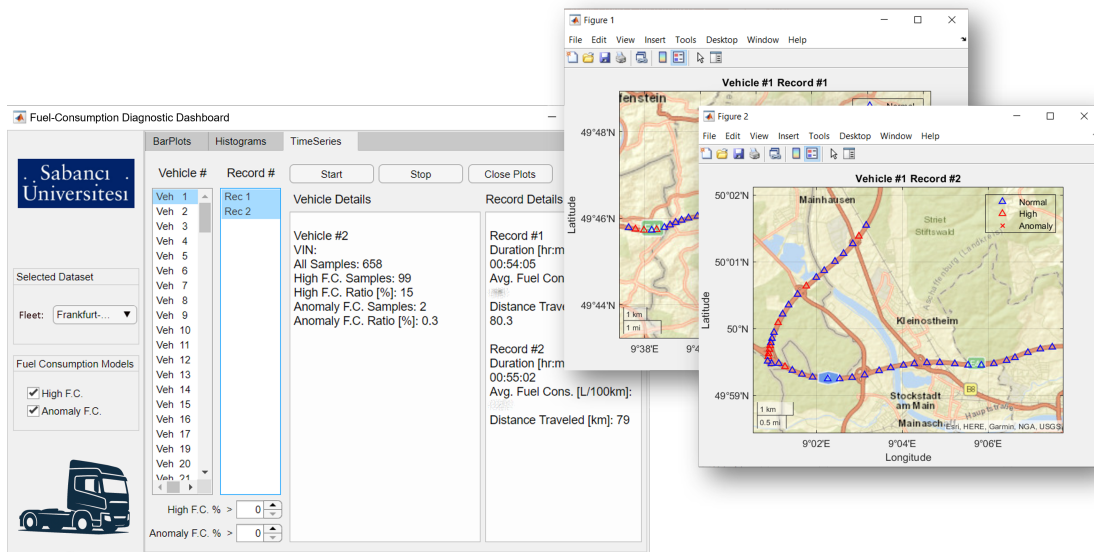 Figure 1
File Edit View Insert Tools Desktop Window Help
Vehicle #1 Record #1
fenstein
49°48'N
49°46'N
49°44'N
Latitude
1 km
1 mi
9°38'E
Figure 2
File Edit View Insert Tools Desktop Window Help
Vehicle #1 Record #2
50°02'N
50°01'N
50°N
49°59'N
Latitude
Mainhausen
Striet
Stiftswald
Aschaffenburg (Landkreis)
Kleinostheim
Stockstadt
am Main
B8
Hauptstraße
Mainasch
Normal
High
Anomaly
1 km
0.5 mi
Esri, HERE, Garmin, NGA, USGS
9°02'E 9°04'E 9°06'E
Longitude
Fuel-Consumption Diagnostic Dashboard
BarPlots Histograms TimeSeries
. Sabancı .
Üniversitesi
Selected Dataset
Fleet: Frankfurt-...
Fuel Consumption Models
High F.C.
Anomaly F.C.
Vehicle # Record #
Veh 1
Veh 2
Veh 3
Veh 4
Veh 5
Veh 6
Veh 7
Veh 8
Veh 9
Veh 10
Veh 11
Veh 12
Veh 13
Veh 14
Veh 15
Veh 16
Veh 17
Veh 18
Veh 19
Veh 20
Veh 21
Rec 1
Rec 2
High F.C. % > 0
Anomaly F.C. % > 0
Start Stop Close Plots
Vehicle Details
Vehicle #2
VIN:
All Samples: 658
High F.C. Samples: 99
High F.C. Ratio [%]: 15
Anomaly F.C. Samples: 2
Anomaly F.C. Ratio [%]: 0.3
Record Details
Record #1
Duration [hr:m
00:54:05
Avg. Fuel Cons
Distance Trave
80.3
Record #2
Duration [hr:m
00:55:02
Avg. Fuel Cons. [L/100km]:
Distance Traveled [km]: 79